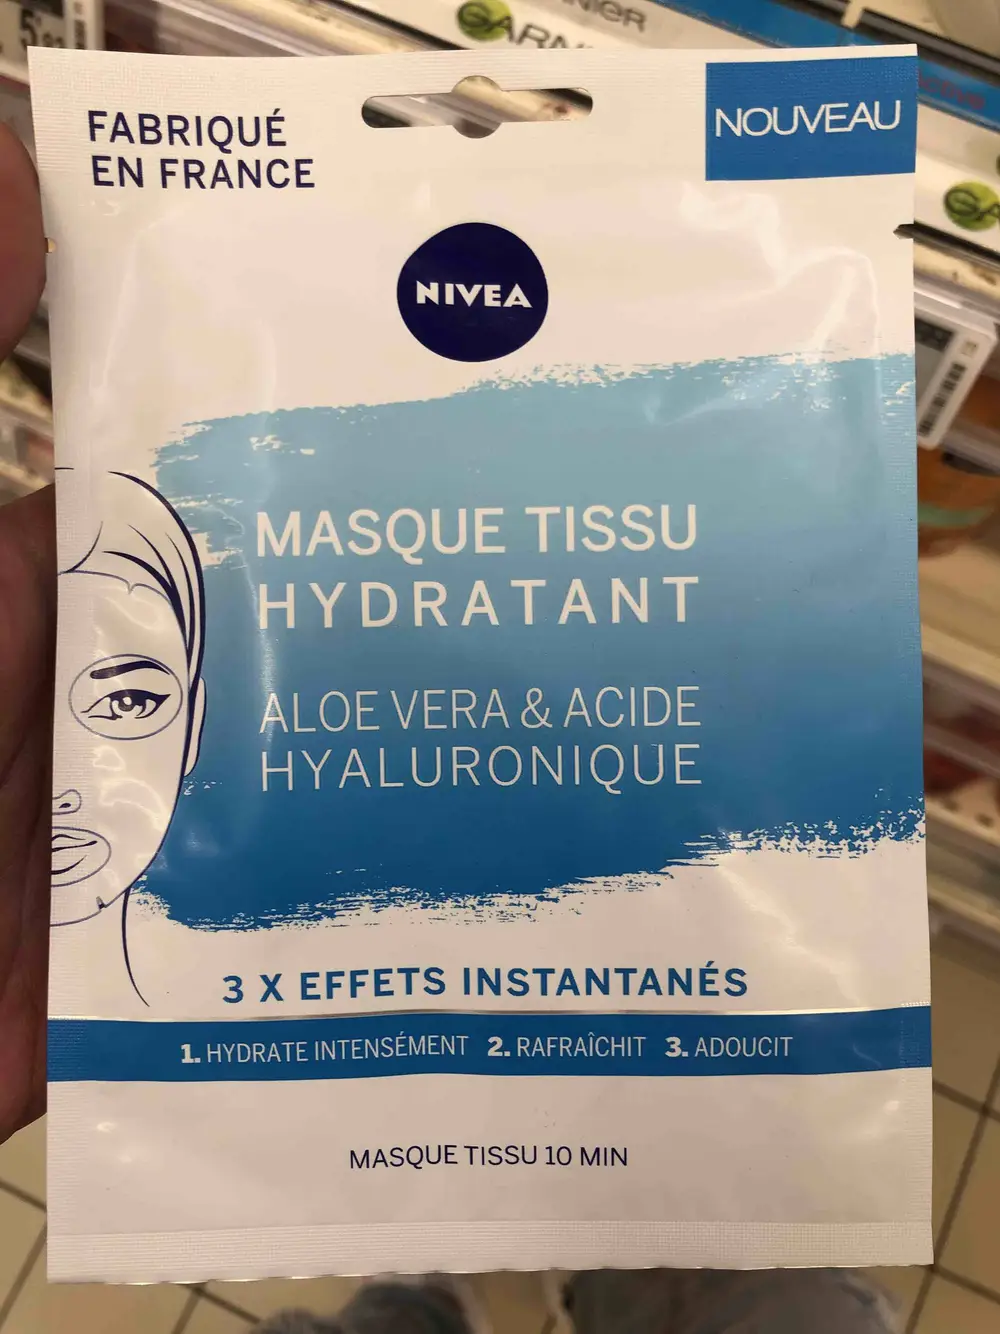 GARNIER
FABRIQUÉ
EN FRANCE
NOUVEAU
NIVEA
MASQUE TISSU
HYDRATANT
ALOE VERA & ACIDE
HYALURONIQUE
3 X EFFETS INSTANTANÉS
1. HYDRATE INTENSÉMENT 2. RAFRAÎCHIT 3. ADOUCIT
MASQUE TISSU 10 MIN